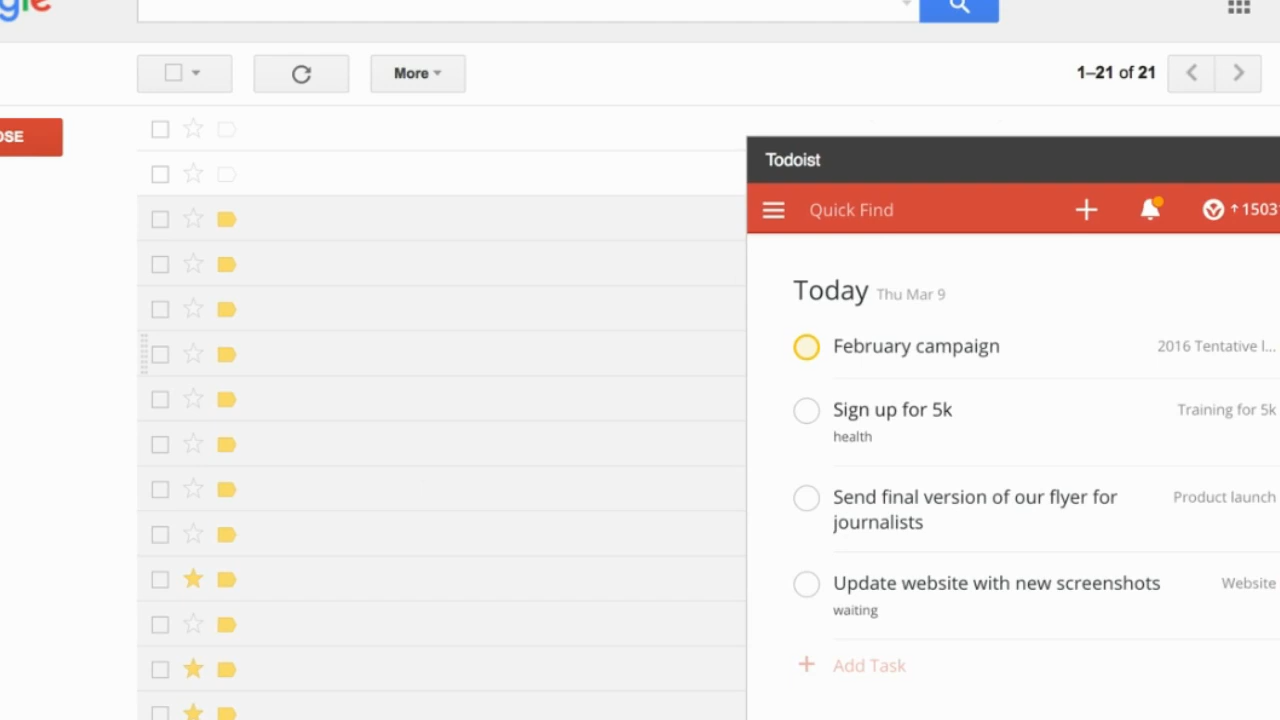 gle
More
1–21 of 21
OSE
Todoist
Quick Find
1503
Today Thu Mar 9
February campaign
2016 Tentative l...
Sign up for 5k
Training for 5k
health
Send final version of our flyer for
journalists
Product launch
Update website with new screenshots
Website
waiting
+ Add Task